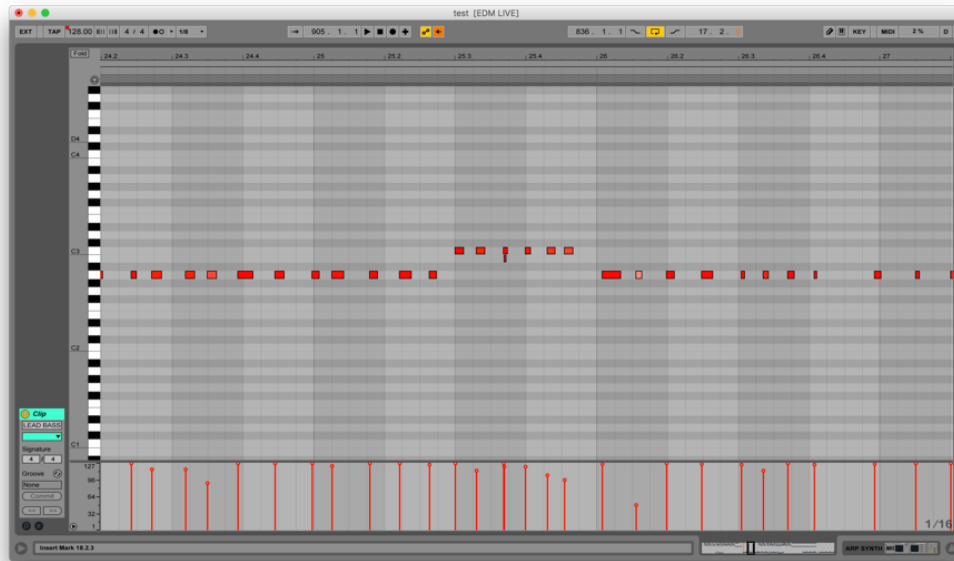 test [EDM LIVE]
EXT TAP 128.00 4 / 4 1/8 905. 1. 1 836. 1. 1 17. 2. KEY MIDI 2 % D
Fold 24.2 24.3 24.4 25 25.2 25.3 25.4 26 26.2 26.3 26.4 27
D4
C4
C3
C2
Clip
LEAD BASS
Signature
C1
4 / 4
127
Groove
96
None
64
Commit
32
<< >>
1
1/16
Insert Mark 16.2.3
ARP SYNTH